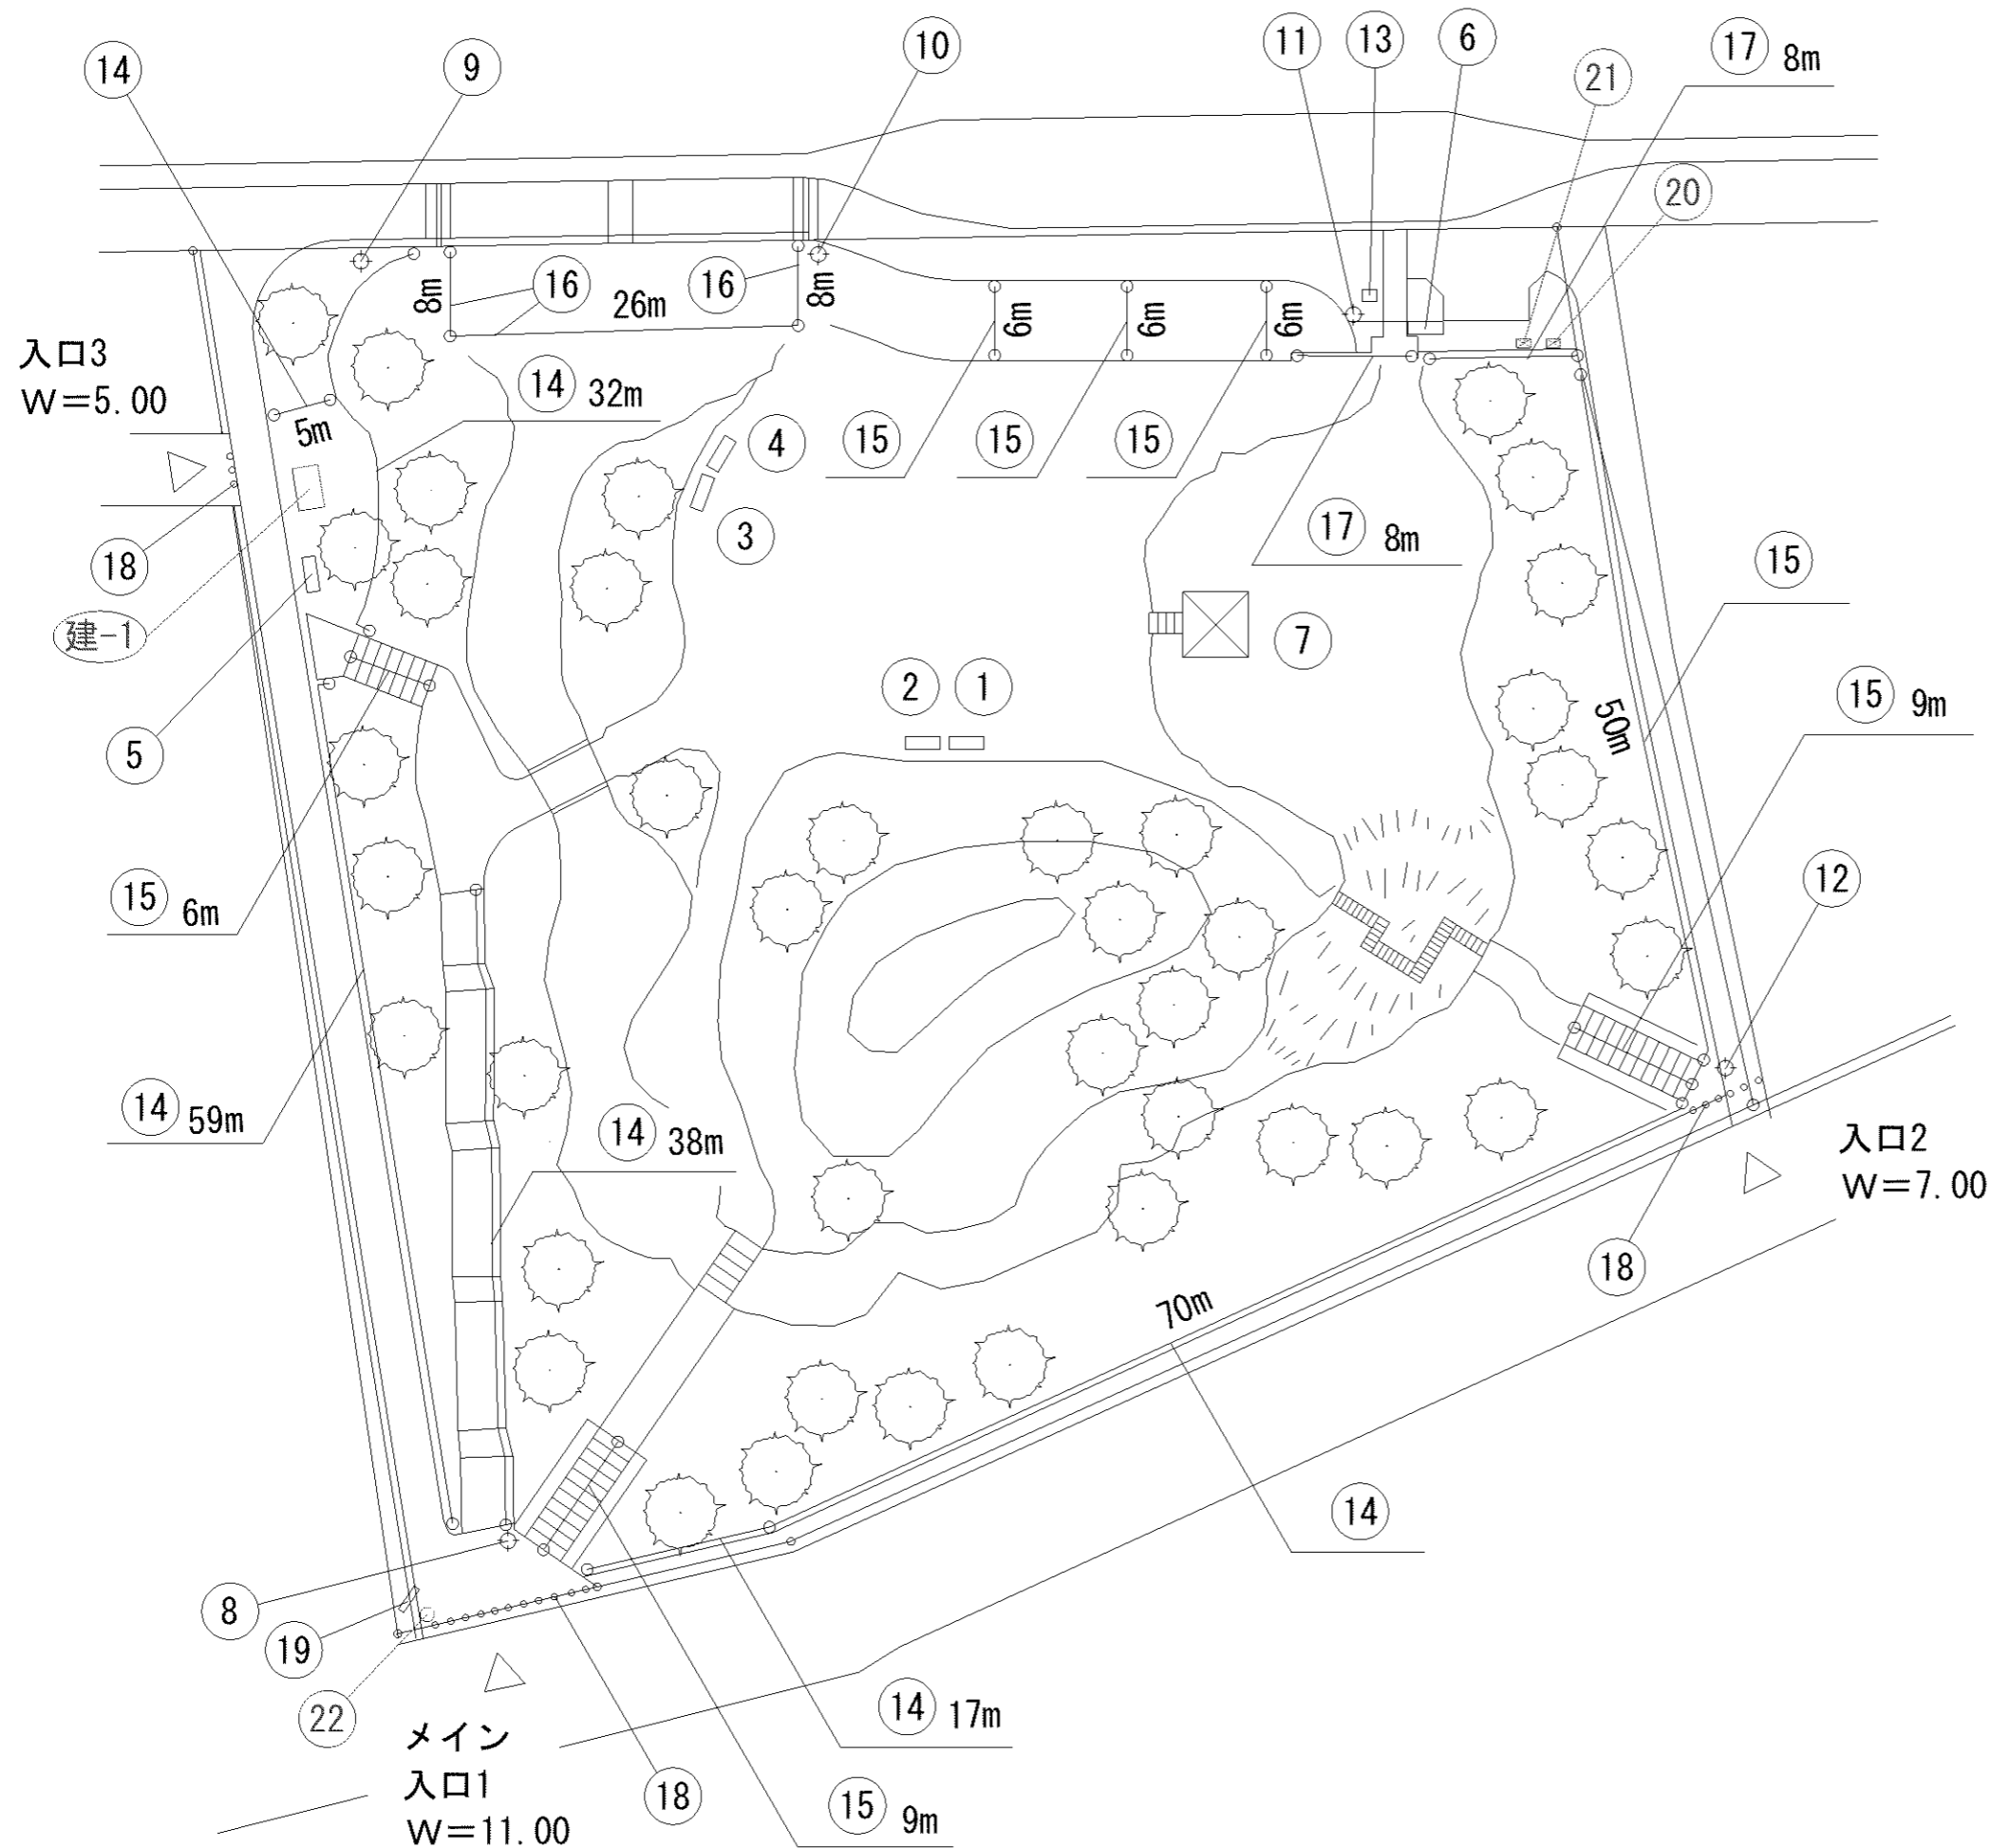 ⑭
⑨
⑩
⑪
⑬
⑥
⑰ 8m
㉑
⑳
8m
⑯
26m
⑯
8m
6m
6m
6m
入口3
W=5.00
5m
⑭ 32m
④
③
⑮
⑮
⑮
⑰ 8m
⑱
建-1
⑤
②
①
⑦
⑮
50m
⑮ 9m
⑮ 6m
⑫
⑭ 59m
⑭ 38m
入口2
W=7.00
⑱
70m
⑭
⑧
⑲
㉒
メイン
入口1
W=11.00
⑱
⑭ 17m
⑮ 9m